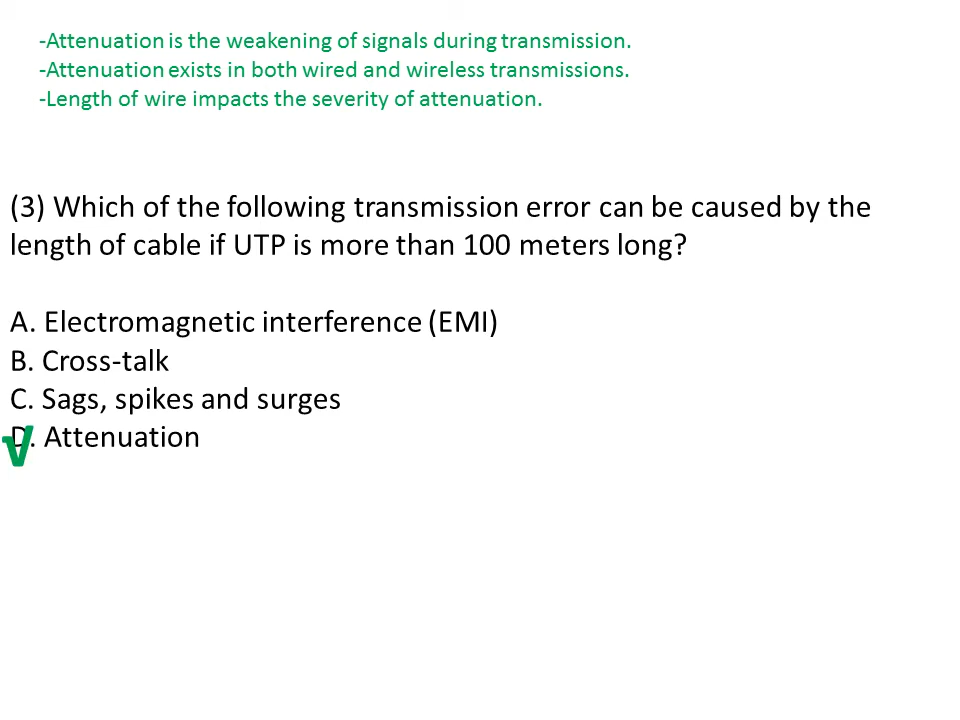 -Attenuation is the weakening of signals during transmission.
-Attenuation exists in both wired and wireless transmissions.
-Length of wire impacts the severity of attenuation.
(3) Which of the following transmission error can be caused by the
length of cable if UTP is more than 100 meters long?
A. Electromagnetic interference (EMI)
B. Cross-talk
C. Sags, spikes and surges
D. Attenuation